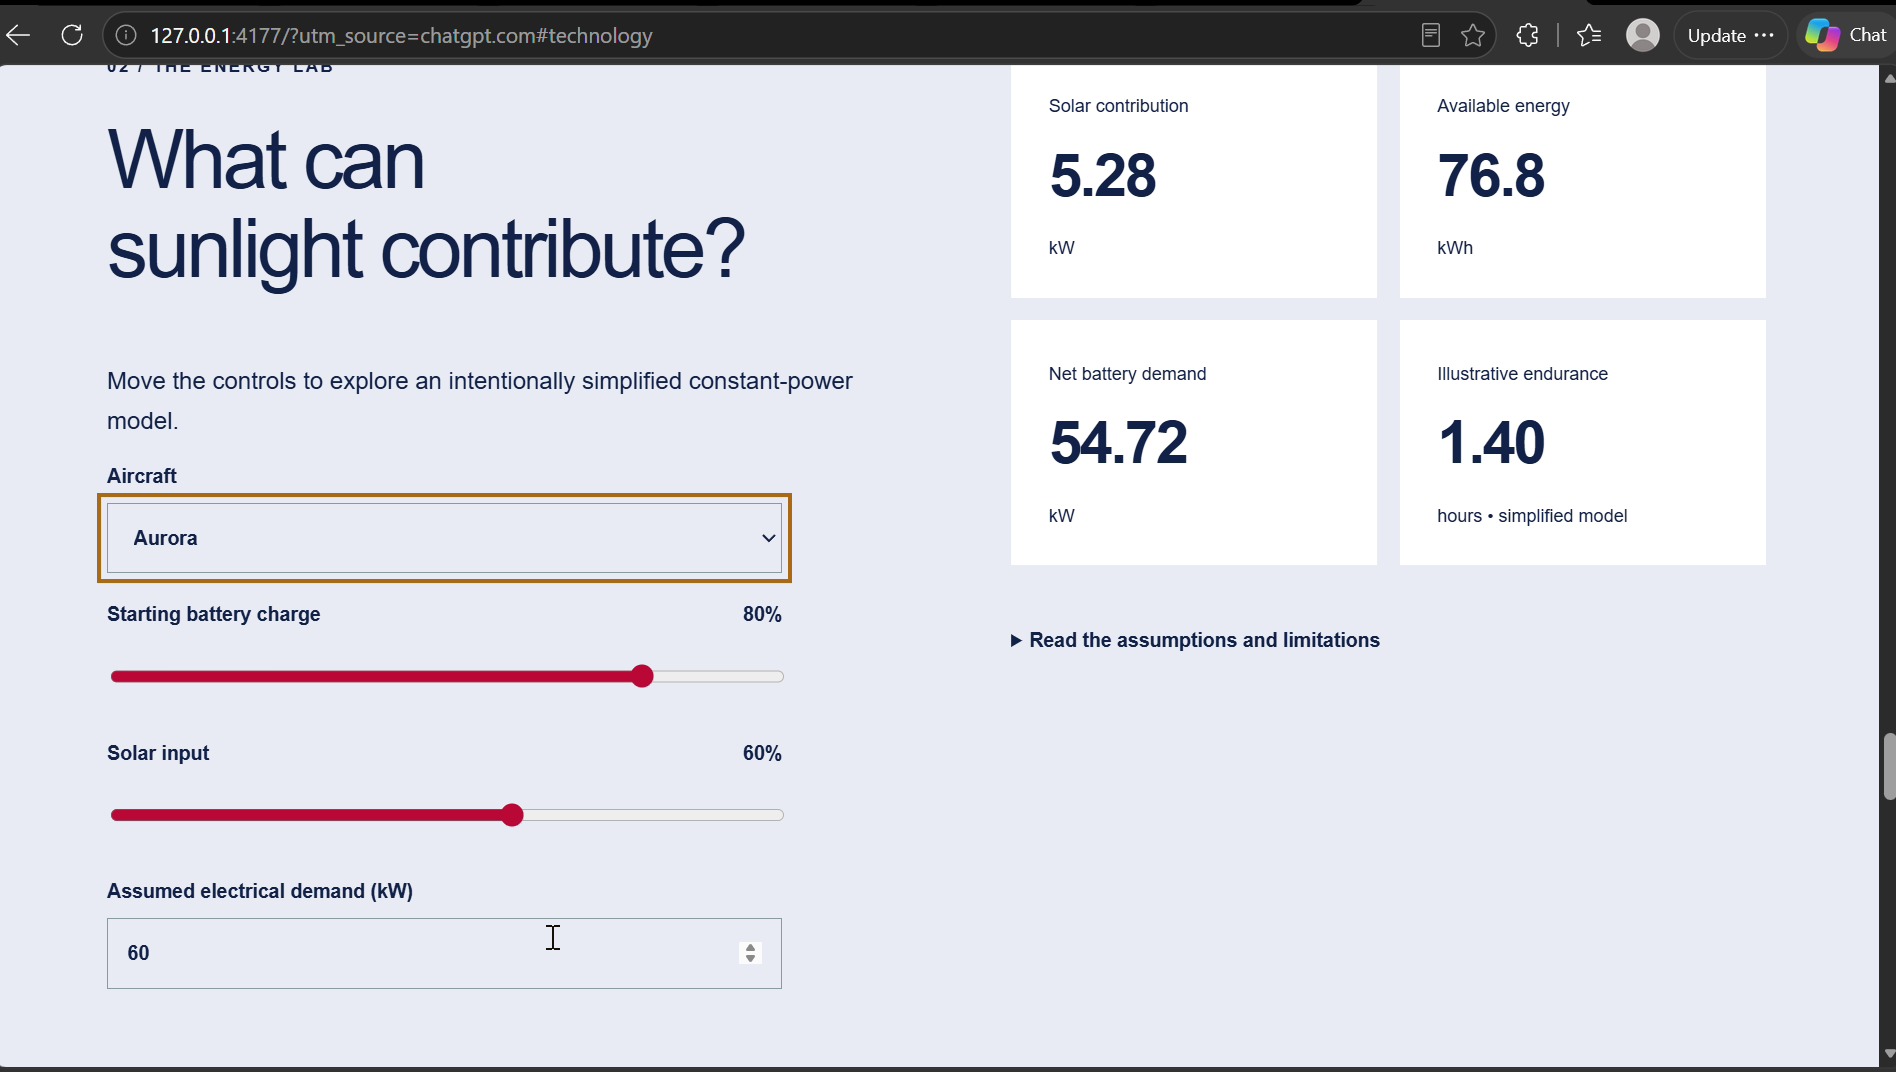 127.0.0.1:4177/?utm_source=chatgpt.com#technology
Update
Chat
02 / THE ENERGY LAB
What can
sunlight contribute?
Move the controls to explore an intentionally simplified constant-power
model.
Aircraft
Aurora
Starting battery charge
80%
Solar input
60%
Assumed electrical demand (kW)
60
Solar contribution
5.28
kW
Available energy
76.8
kWh
Net battery demand
54.72
kW
Illustrative endurance
1.40
hours • simplified model
Read the assumptions and limitations